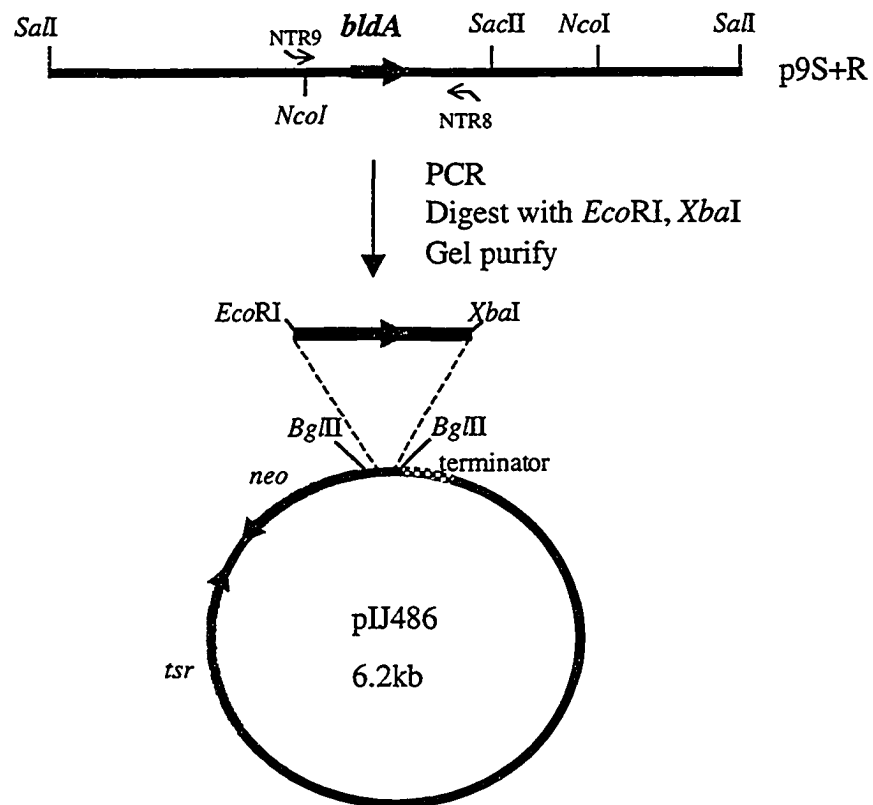 SalI
NTR9
bldA
SacII
NcoI
SalI
p9S+R
NcoI
NTR8
PCR
Digest with EcoRI, XbaI
Gel purify
EcoRI
XbaI
BglII
BglII
terminator
neo
pIJ486
6.2kb
tsr